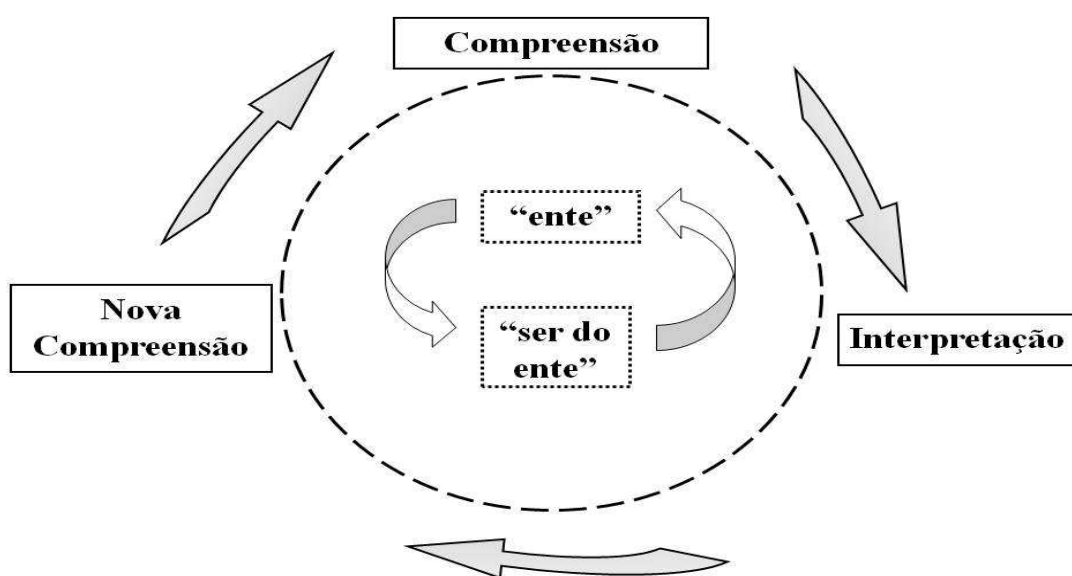 Compreensão
“ente”
Nova
Compreensão
“ser do
ente”
Interpretação